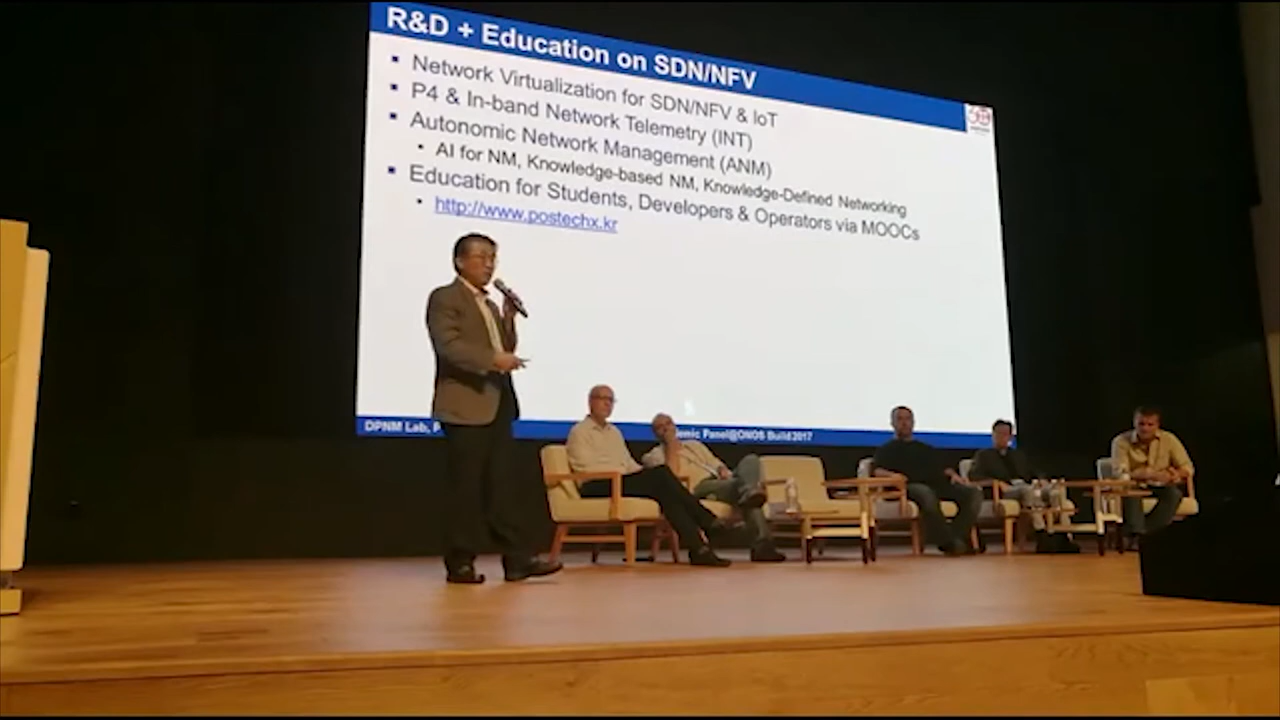 R&D + Education on SDN/NFV
Network Virtualization for SDN/NFV & IoT
P4 & In-band Network Telemetry (INT)
Autonomic Network Management (ANM)
AI for NM, Knowledge-based NM, Knowledge-Defined Networking
Education for Students, Developers & Operators via MOOCs
http://www.postechx.kr
DPNM Lab, Panel@ONOS Build2017